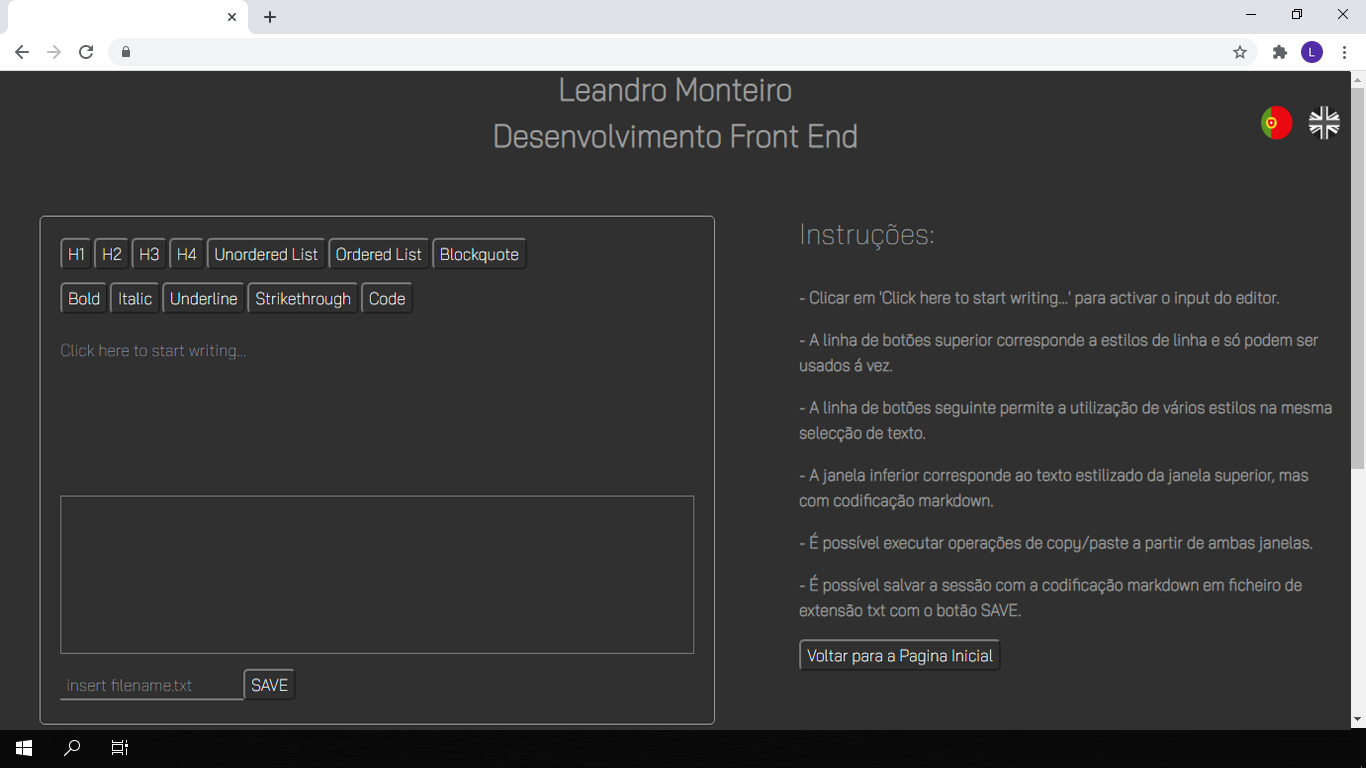 L
Leandro Monteiro
Desenvolvimento Front End
H1 H2 H3 H4 Unordered List Ordered List Blockquote
Bold Italic Underline Strikethrough Code
Click here to start writing...
insert filename.txt SAVE
Instruções:
- Clicar em 'Click here to start writing...' para activar o input do editor.
- A linha de botões superior corresponde a estilos de linha e só podem ser
usados á vez.
- A linha de botões seguinte permite a utilização de vários estilos na mesma
selecção de texto.
- A janela inferior corresponde ao texto estilizado da janela superior, mas
com codificação markdown.
- É possível executar operações de copy/paste a partir de ambas janelas.
- É possível salvar a sessão com a codificação markdown em ficheiro de
extensão txt com o botão SAVE.
Voltar para a Pagina Inicial